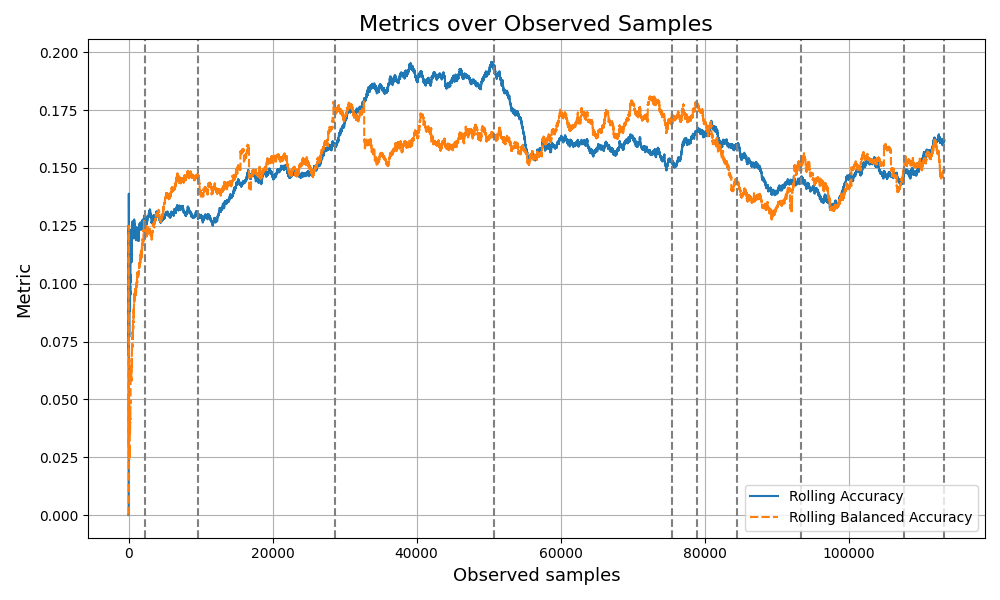 Metrics over Observed Samples
0.200
0.175
0.150
0.125
0.100
0.075
0.050
0.025
0.000
Metric
0 20000 40000 60000 80000 100000
Observed samples
Rolling Accuracy
Rolling Balanced Accuracy